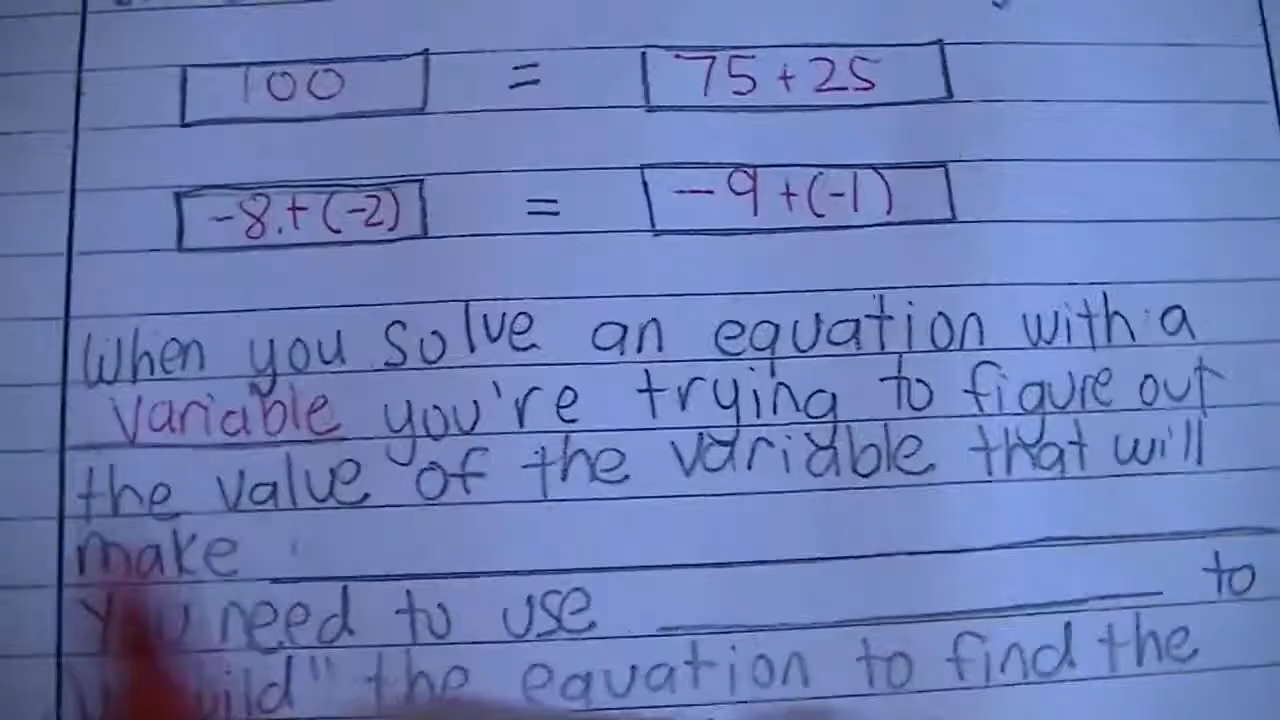 100 = 75+25
-8.+(-2) = -9+(-1)
When you solve an equation with a
variable you're trying to figure out
the value of the variable that will
make
need to use to
the equation to find the